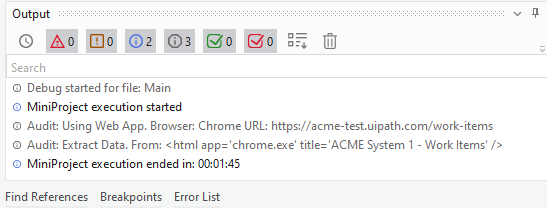 Output
0 0 2 3 0 0
Search
Debug started for file: Main
MiniProject execution started
Audit: Using Web App. Browser: Chrome URL: https://acme-test.uipath.com/work-items
Audit: Extract Data. From: <html app='chrome.exe' title='ACME System 1 - Work Items' />
MiniProject execution ended in: 00:01:45
Find References Breakpoints Error List